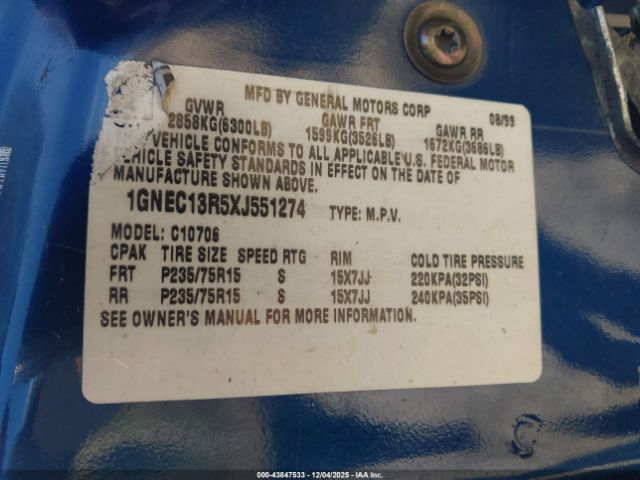 MFD BY GENERAL MOTORS CORP 08/99
GVWR GAWR FRT GAWR RR
2858KG(6300LB) 1599KG(3526LB) 1672KG(3686LB)
VEHICLE CONFORMS TO ALL APPLICABLE U.S. FEDERAL MOTOR
VEHICLE SAFETY STANDARDS IN EFFECT ON THE DATE OF
MANUFACTURE SHOWN ABOVE.
1GNEC13R5XJ551274 TYPE: M.P.V.
MODEL: C10706
CPAK TIRE SIZE SPEED RTG RIM COLD TIRE PRESSURE
FRT P235/75R15 S 15X7JJ 220KPA(32PSI)
RR P235/75R15 S 15X7JJ 240KPA(35PSI)
SEE OWNER'S MANUAL FOR MORE INFORMATION.
000-43847533 - 12/04/2025 - IAAI.com